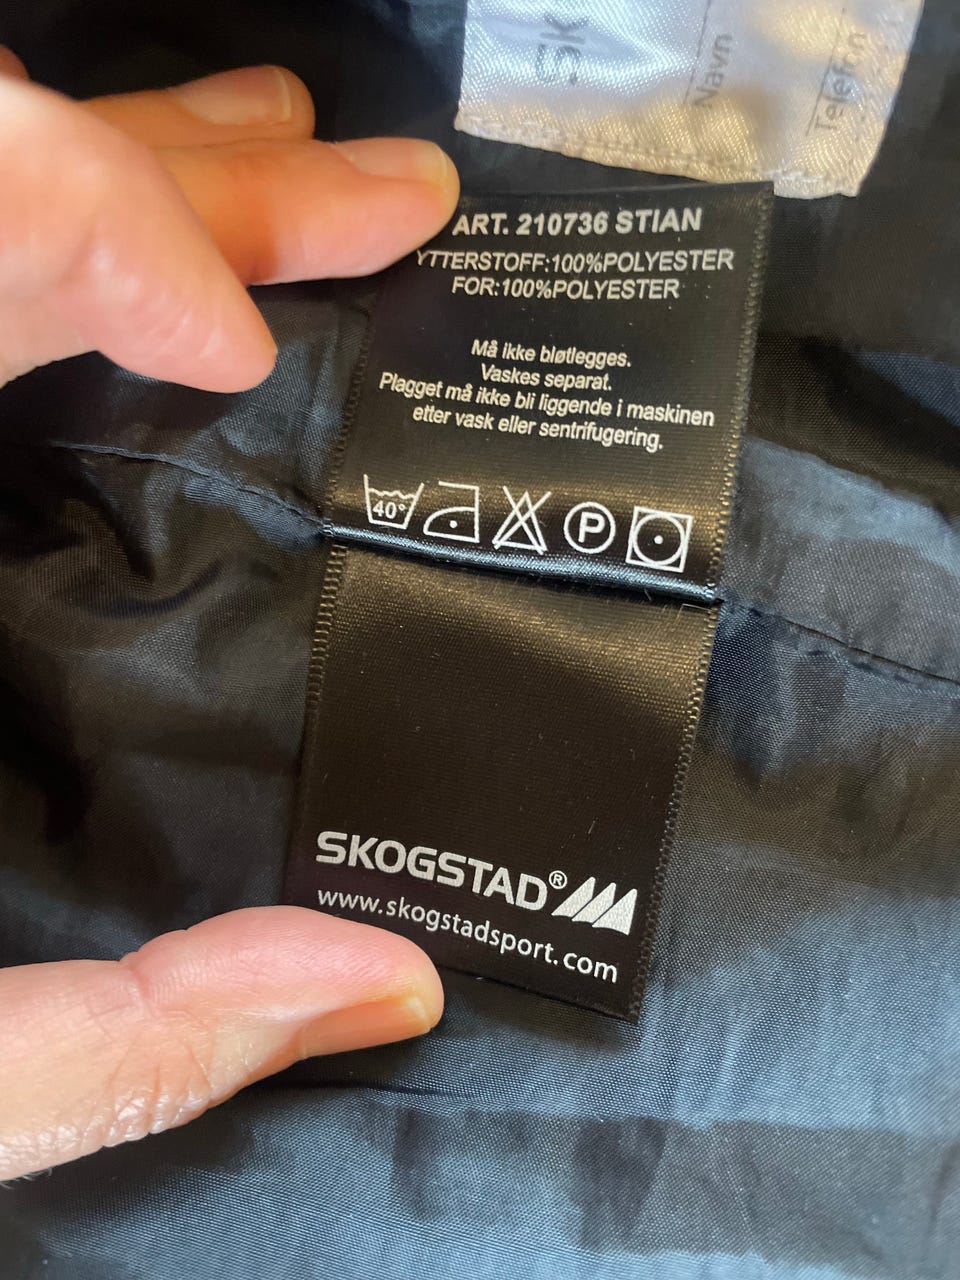 SK
Navn
Telefon
ART. 210736 STIAN
YTTERSTOFF:100%POLYESTER
FOR:100%POLYESTER
Må ikke bløtlegges.
Vaskes separat.
Plagget må ikke bli liggende i maskinen
etter vask eller sentrifugering.
40° P
SKOGSTAD®
www.skogstadsport.com